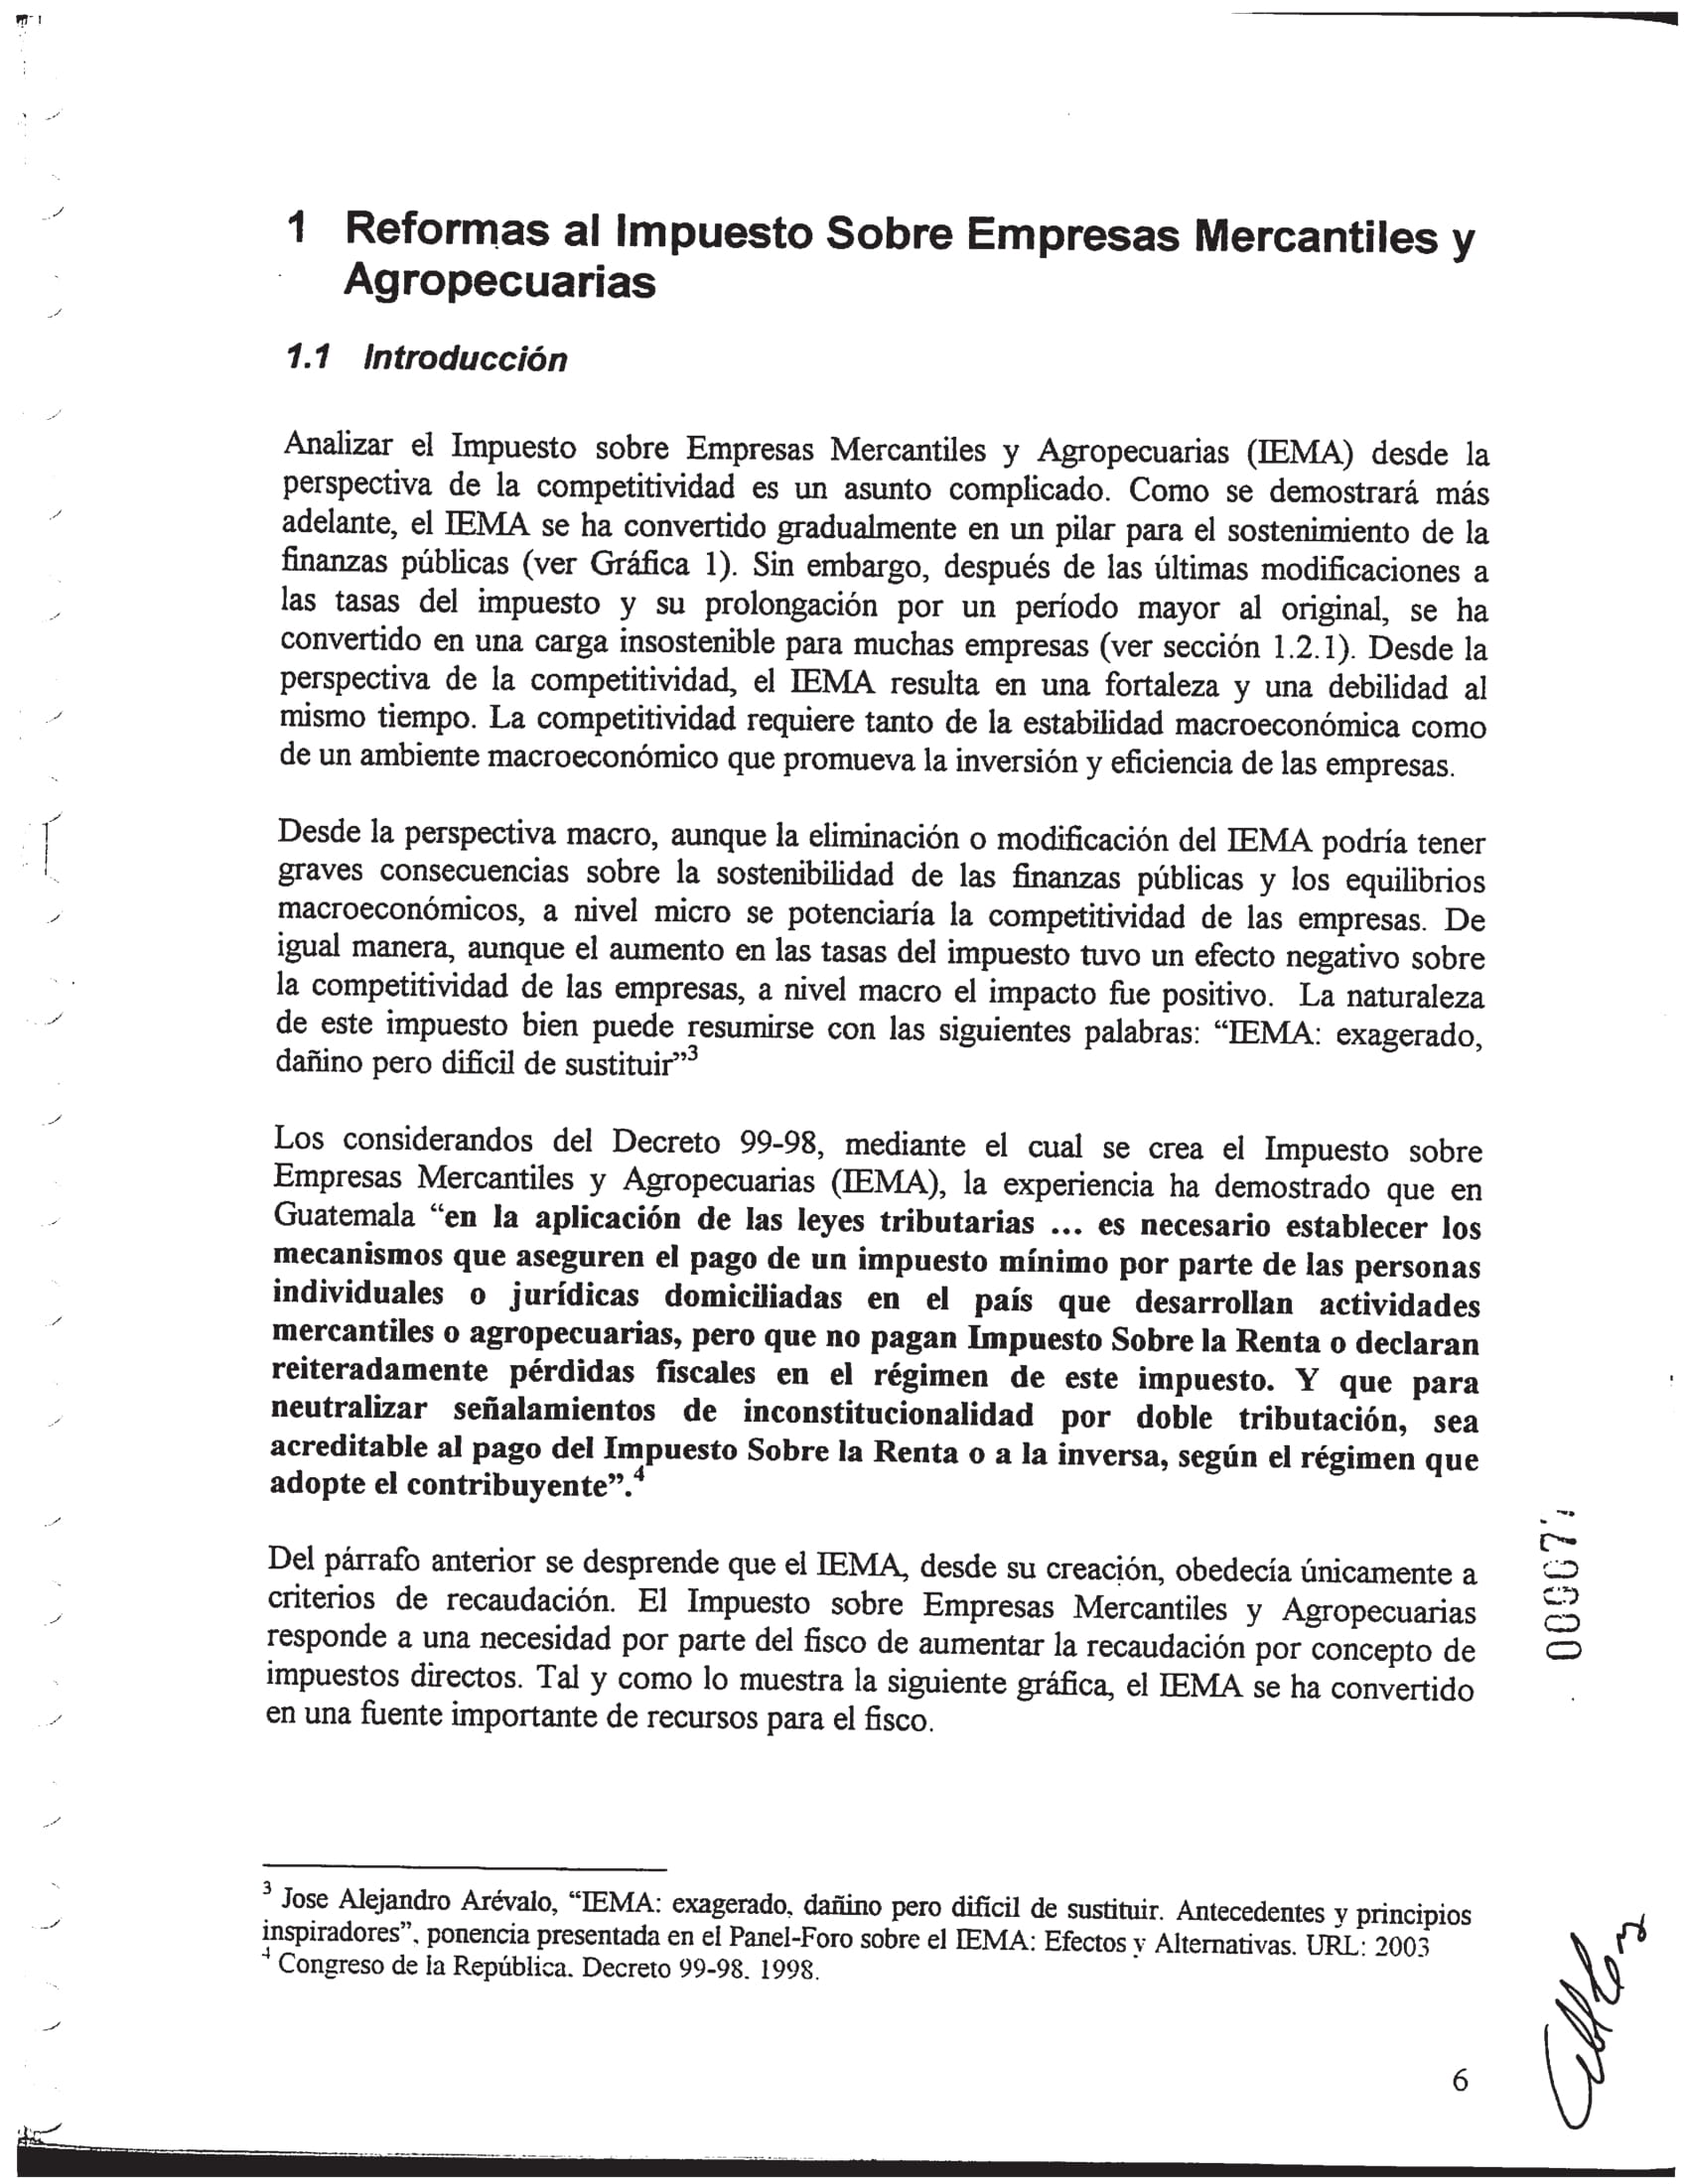 1 Reformas al Impuesto Sobre Empresas Mercantiles y
Agropecuarias
1.1 Introducción
Analizar el Impuesto sobre Empresas Mercantiles y Agropecuarias (IEMA) desde la
perspectiva de la competitividad es un asunto complicado. Como se demostrará más
adelante, el IEMA se ha convertido gradualmente en un pilar para el sostenimiento de la
finanzas públicas (ver Gráfica 1). Sin embargo, después de las últimas modificaciones a
las tasas del impuesto y su prolongación por un período mayor al original, se ha
convertido en una carga insostenible para muchas empresas (ver sección 1.2.1). Desde la
perspectiva de la competitividad, el IEMA resulta en una fortaleza y una debilidad al
mismo tiempo. La competitividad requiere tanto de la estabilidad macroeconómica como
de un ambiente macroeconómico que promueva la inversión y eficiencia de las empresas.
Desde la perspectiva macro, aunque la eliminación o modificación del IEMA podría tener
graves consecuencias sobre la sostenibilidad de las finanzas públicas y los equilibrios
macroeconómicos, a nivel micro se potenciaría la competitividad de las empresas. De
igual manera, aunque el aumento en las tasas del impuesto tuvo un efecto negativo sobre
la competitividad de las empresas, a nivel macro el impacto fue positivo. La naturaleza
de este impuesto bien puede resumirse con las siguientes palabras: “IEMA: exagerado,
dañino pero difícil de sustituir”3
Los considerandos del Decreto 99-98, mediante el cual se crea el Impuesto sobre
Empresas Mercantiles y Agropecuarias (IEMA), la experiencia ha demostrado que en
Guatemala “en la aplicación de las leyes tributarias ... es necesario establecer los
mecanismos que aseguren el pago de un impuesto mínimo por parte de las personas
individuales o jurídicas domiciliadas en el país que desarrollan actividades
mercantiles o agropecuarias, pero que no pagan Impuesto Sobre la Renta o declaran
reiteradamente pérdidas fiscales en el régimen de este impuesto. Y que para
neutralizar señalamientos de inconstitucionalidad por doble tributación, sea
acreditable al pago del Impuesto Sobre la Renta o a la inversa, según el régimen que
adopte el contribuyente”.4
Del párrafo anterior se desprende que el IEMA, desde su creación, obedecía únicamente a
criterios de recaudación. El Impuesto sobre Empresas Mercantiles y Agropecuarias
responde a una necesidad por parte del fisco de aumentar la recaudación por concepto de
impuestos directos. Tal y como lo muestra la siguiente gráfica, el IEMA se ha convertido
en una fuente importante de recursos para el fisco.
3 Jose Alejandro Arévalo, “IEMA: exagerado, dañino pero difícil de sustituir. Antecedentes y principios
inspiradores”, ponencia presentada en el Panel-Foro sobre el IEMA: Efectos y Alternativas. URL: 2003
4 Congreso de la República. Decreto 99-98. 1998.
6